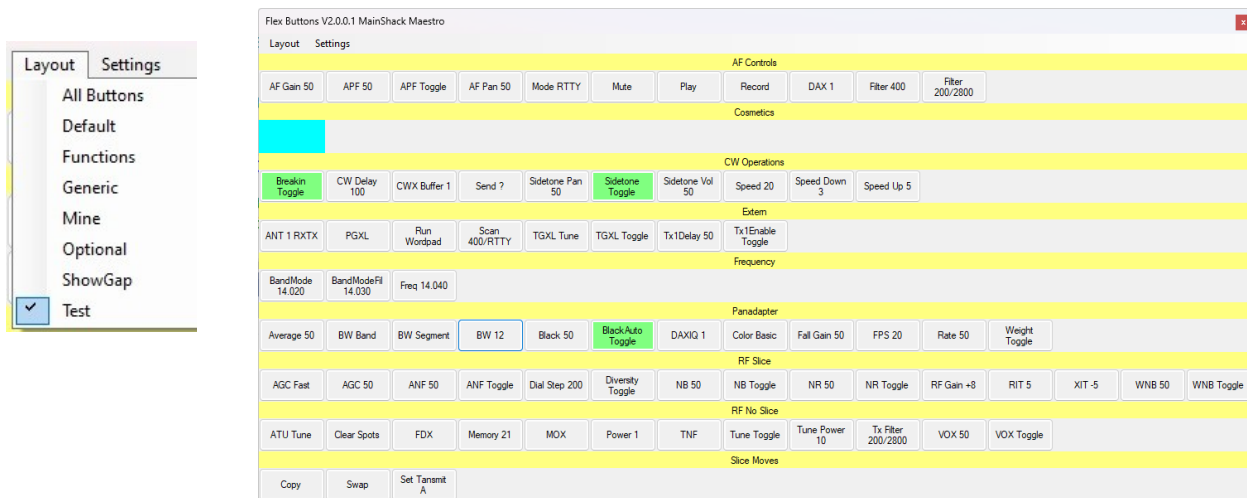 Layout Settings
All Buttons
Default
Functions
Generic
Mine
Optional
ShowGap
Test
Flex Buttons V2.0.0.1 MainShack Maestro
x
Layout Settings
AF Controls
AF Gain 50
APF 50
APF Toggle
AF Pan 50
Mode RTTY
Mute
Play
Record
DAX 1
Filter 400
Filter
200/2800
Cosmetics
CW Operations
Breakin
Toggle
CW Delay
100
CWX Buffer 1
Send ?
Sidetone Pan
50
Sidetone
Toggle
Sidetone Vol
50
Speed 20
Speed Down
3
Speed Up 5
Extern
ANT 1 RXTX
PGXL
Run
Wordpad
Scan
400/RTTY
TGXL Tune
TGXL Toggle
Tx1Delay 50
Tx1Enable
Toggle
Frequency
BandMode
14.020
BandModeFil
14.030
Freq 14.040
Panadapter
Average 50
BW Band
BW Segment
BW 12
Black 50
BlackAuto
Toggle
DAXIQ 1
Color Basic
Fall Gain 50
FPS 20
Rate 50
Weight
Toggle
RF Slice
AGC Fast
AGC 50
ANF 50
ANF Toggle
Dial Step 200
Diversity
Toggle
NB 50
NB Toggle
NR 50
NR Toggle
RF Gain +8
RIT 5
XIT -5
WNB 50
WNB Toggle
RF No Slice
ATU Tune
Clear Spots
FDX
Memory 21
MOX
Power 1
TNF
Tune Toggle
Tune Power
10
Tx Filter
200/2800
VOX 50
VOX Toggle
Slice Moves
Copy
Swap
Set Tansmit
A